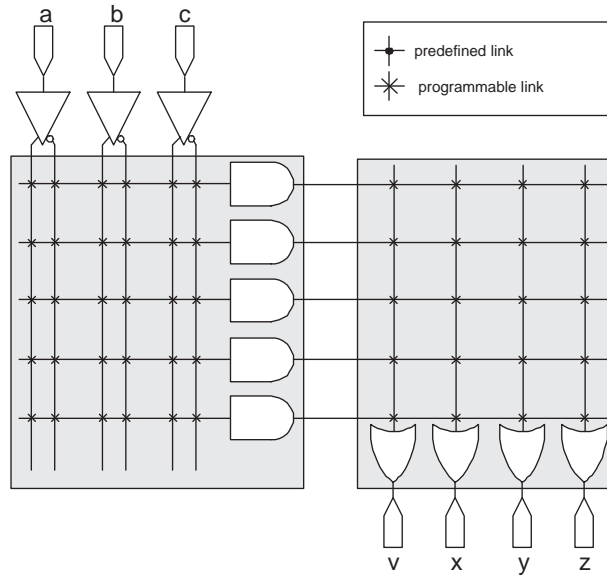 a b c
predefined link
programmable link
v x y z